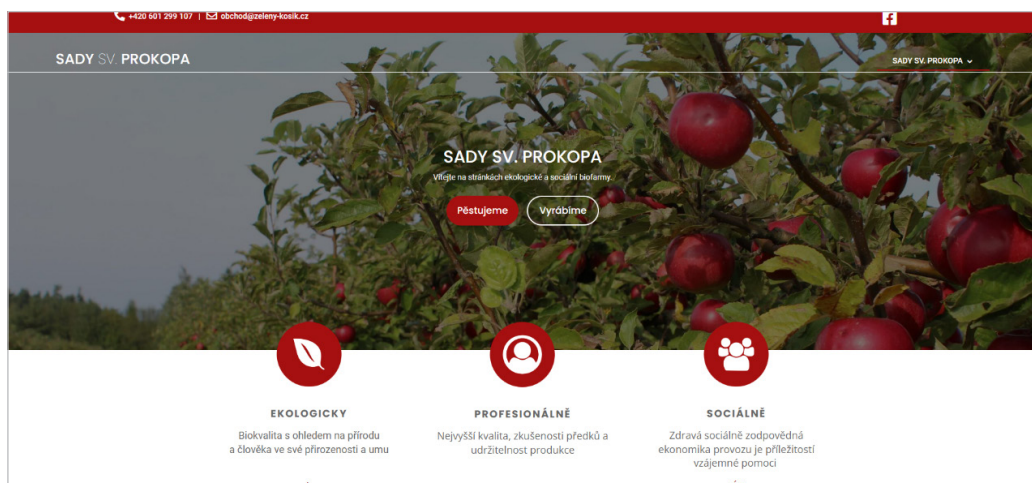 +420 601 299 107 | obchod@zeleny-kosik.cz
SADY SV. PROKOPA
SADY SV. PROKOPA
SADY SV. PROKOPA
Vítejte na stránkách ekologické a sociální biofarmy.
Pěstujeme
Vyrábíme
EKOLOGICKY
Biokvalita s ohledem na přírodu
a člověka ve své přirozenosti a umu
PROFESIONÁLNĚ
Nejvyšší kvalita, zkušenosti předků a
udržitelnost produkce
SOCIÁLNĚ
Zdravá sociálně zodpovědná
ekonomika provozu je příležitostí
vzájemné pomoci